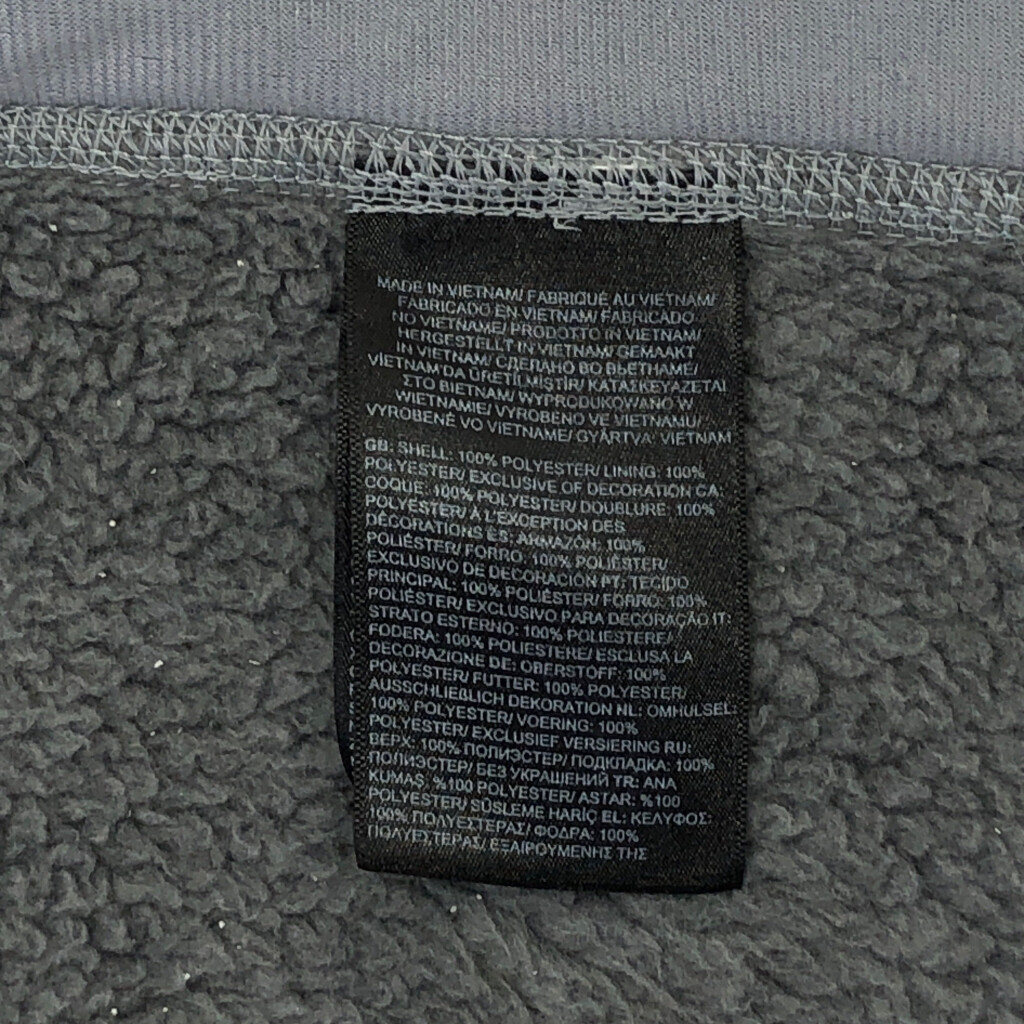 MADE IN VIETNAM/ FABRIQUÉ AU VIETNAM/
FABRICADO EN VIETNAM/ FABRICADO
NO VIETNAME/ PRODOTTO IN VIETNAM/
HERGESTELLT IN VIETNAM/ GEMAAKT
IN VIETNAM/ СДЕЛАНО ВО ВЬЕТНАМЕ/
VİETNAM'DA ÜRETİLMİŞTİR/ ΚΑΤΑΣΚΕΥΑΖΕΤΑΙ
ΣΤΟ ΒΙΕΤΝΑΜ/ WYPRODUKOWANO W
WIETNAMIE/ VYROBENO VE VIETNAMU/
VYROBENÉ VO VIETNAME/ GYÁRTVA: VIETNAM
GB: SHELL: 100% POLYESTER/ LINING: 100%
POLYESTER/ EXCLUSIVE OF DECORATION CA:
COQUE: 100% POLYESTER/ DOUBLURE: 100%
POLYESTER/ À L'EXCEPTION DES
DÉCORATIONS ES: ARMAZÓN: 100%
POLIÉSTER/ FORRO: 100% POLIÉSTER/
EXCLUSIVO DE DECORACIÓN PT: TECIDO
PRINCIPAL: 100% POLIÉSTER/ FORRO: 100%
POLIÉSTER/ EXCLUSIVO PARA DECORAÇÃO IT:
STRATO ESTERNO: 100% POLIESTERE/
FODERA: 100% POLIESTERE/ ESCLUSA LA
DECORAZIONE DE: OBERSTOFF: 100%
POLYESTER/ FUTTER: 100% POLYESTER/
AUSSCHLIEßLICH DEKORATION NL: OMHULSEL:
100% POLYESTER/ VOERING: 100%
POLYESTER/ EXCLUSIEF VERSIERING RU:
ВЕРХ: 100% ПОЛИЭСТЕР/ ПОДКЛАДКА: 100%
ПОЛИЭСТЕР/ БЕЗ УКРАШЕНИЙ TR: ANA
KUMAŞ: %100 POLYESTER/ ASTAR: %100
POLYESTER/ SÜSLEME HARİÇ EL: ΚΕΛΥΦΟΣ:
100% ΠΟΛΥΕΣΤΕΡΑΣ/ ΦΟΔΡΑ: 100%
ΠΟΛΥΕΣΤΕΡΑΣ/ ΕΞΑΙΡΟΥΜΕΝΗΣ ΤΗΣ